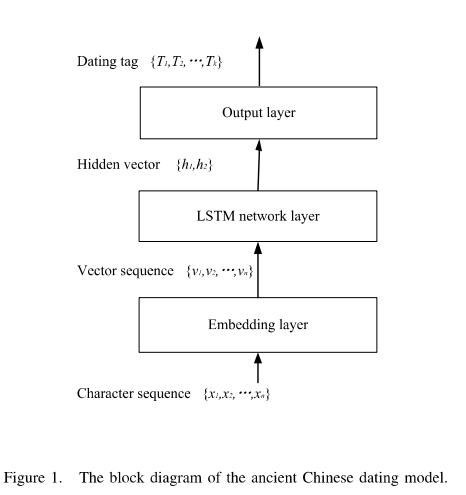 Dating tag {T₁,T₂,⋯,Tₖ}
Output layer
Hidden vector {h₁,h₂}
LSTM network layer
Vector sequence {v₁,v₂,⋯,vₙ}
Embedding layer
Character sequence {x₁,x₂,⋯,xₙ}
Figure 1. The block diagram of the ancient Chinese dating model.